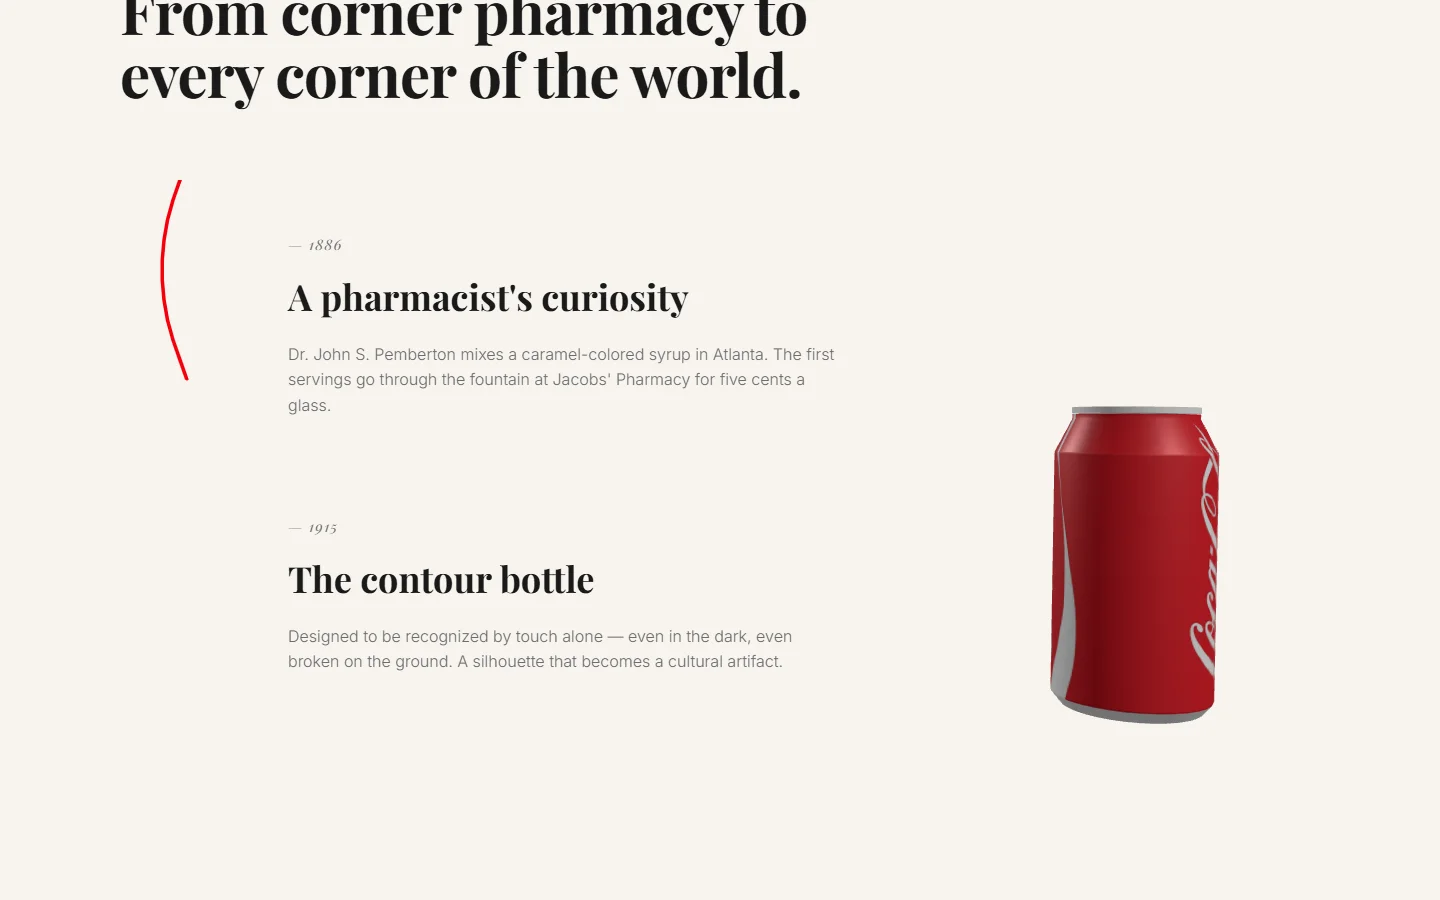 From corner pharmacy to
every corner of the world.
— 1886
A pharmacist's curiosity
Dr. John S. Pemberton mixes a caramel-colored syrup in Atlanta. The first
servings go through the fountain at Jacobs' Pharmacy for five cents a
glass.
— 1915
The contour bottle
Designed to be recognized by touch alone — even in the dark, even
broken on the ground. A silhouette that becomes a cultural artifact.
Coca-Co